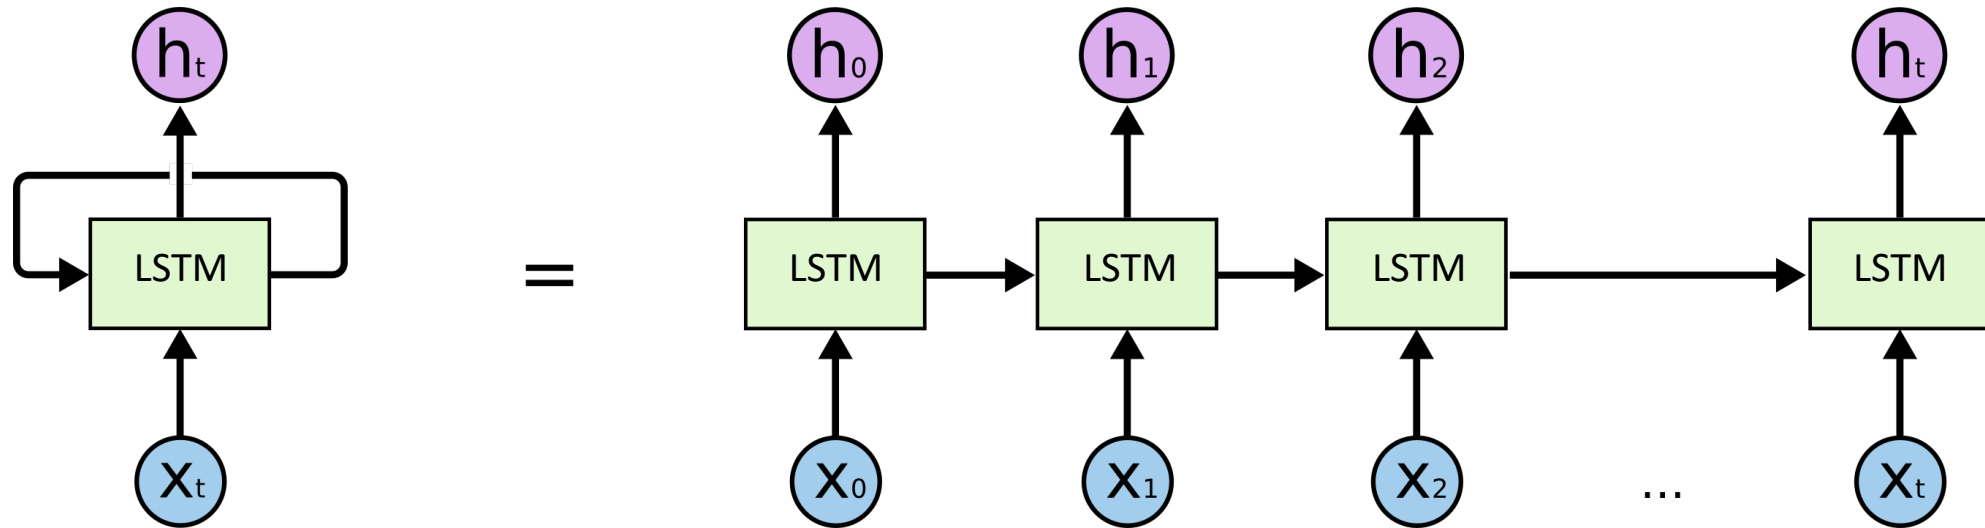 hₜ h₀ h₁ h₂ hₜ
LSTM = LSTM LSTM LSTM LSTM
xₜ x₀ x₁ x₂ ... xₜ